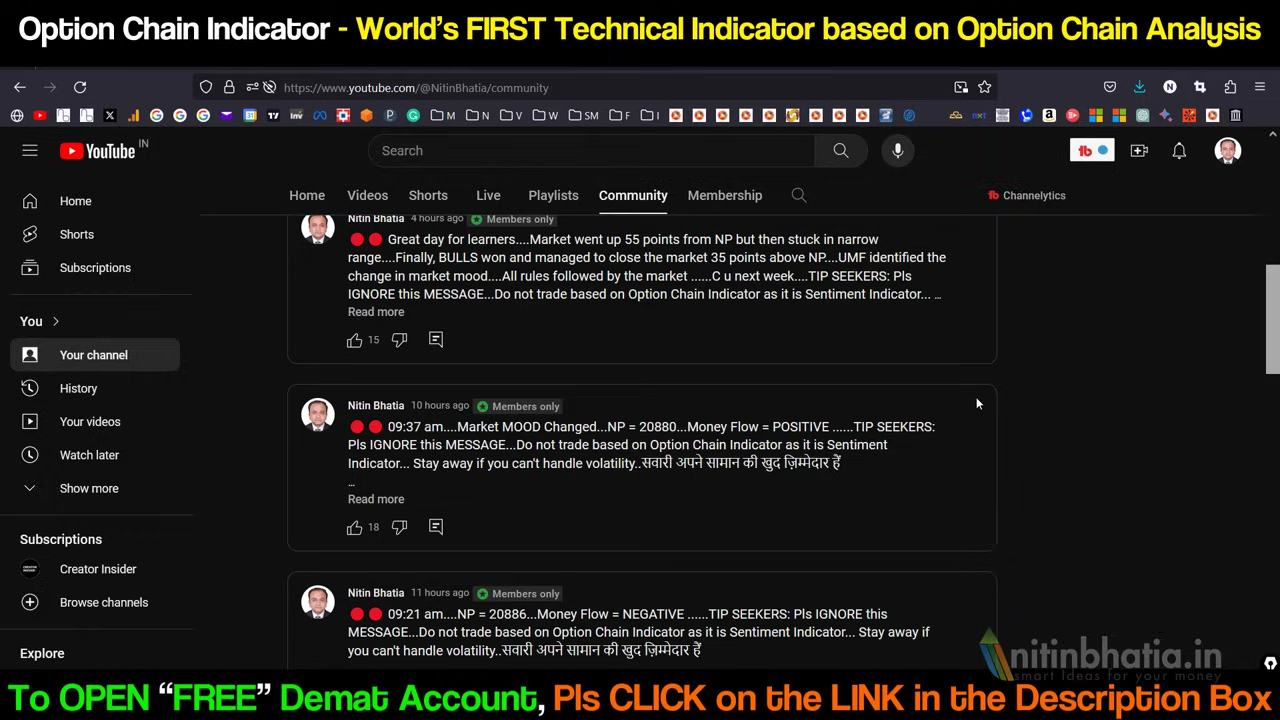 Option Chain Indicator - World's FIRST Technical Indicator based on Option Chain Analysis
https://www.youtube.com/@NitinBhatia/community
M N V W SM F
YouTube IN
Search
Home Videos Shorts Live Playlists Community Membership
Channelytics
Home
Shorts
Subscriptions
You
Your channel
History
Your videos
Watch later
Show more
Subscriptions
Creator Insider
Browse channels
Explore
Nitin Bhatia 4 hours ago Members only
Great day for learners....Market went up 55 points from NP but then stuck in narrow
range....Finally, BULLS won and managed to close the market 35 points above NP....UMF identified the
change in market mood....All rules followed by the market ......C u next week....TIP SEEKERS: Pls
IGNORE this MESSAGE...Do not trade based on Option Chain Indicator as it is Sentiment Indicator... ...
Read more
15
Nitin Bhatia 10 hours ago Members only
09:37 am....Market MOOD Changed...NP = 20880...Money Flow = POSITIVE ......TIP SEEKERS:
Pls IGNORE this MESSAGE...Do not trade based on Option Chain Indicator as it is Sentiment
Indicator... Stay away if you can't handle volatility..सवारी अपने सामान की खुद ज़िम्मेदार हैं
...
Read more
18
Nitin Bhatia 11 hours ago Members only
09:21 am....NP = 20886...Money Flow = NEGATIVE ......TIP SEEKERS: Pls IGNORE this
MESSAGE...Do not trade based on Option Chain Indicator as it is Sentiment Indicator... Stay away if
you can't handle volatility..सवारी अपने सामान की खुद ज़िम्मेदार हैं
nitinbhatia.in
smart ideas for your money
To OPEN “FREE” Demat Account, Pls CLICK on the LINK in the Description Box